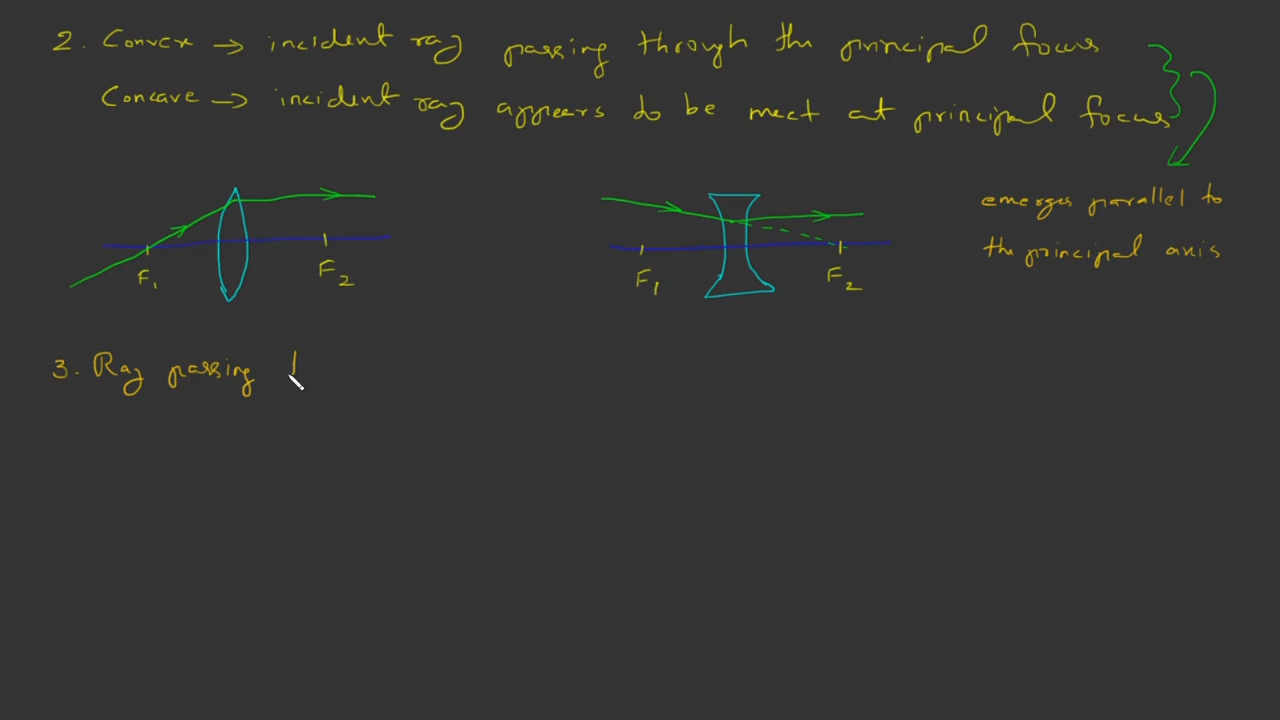 2. Convex → incident ray passing through the principal focus
Concave → incident ray appears to be meet at principal focus
emerges parallel to
the principal axis
F₁ F₂
F₁ F₂
3. Ray passing